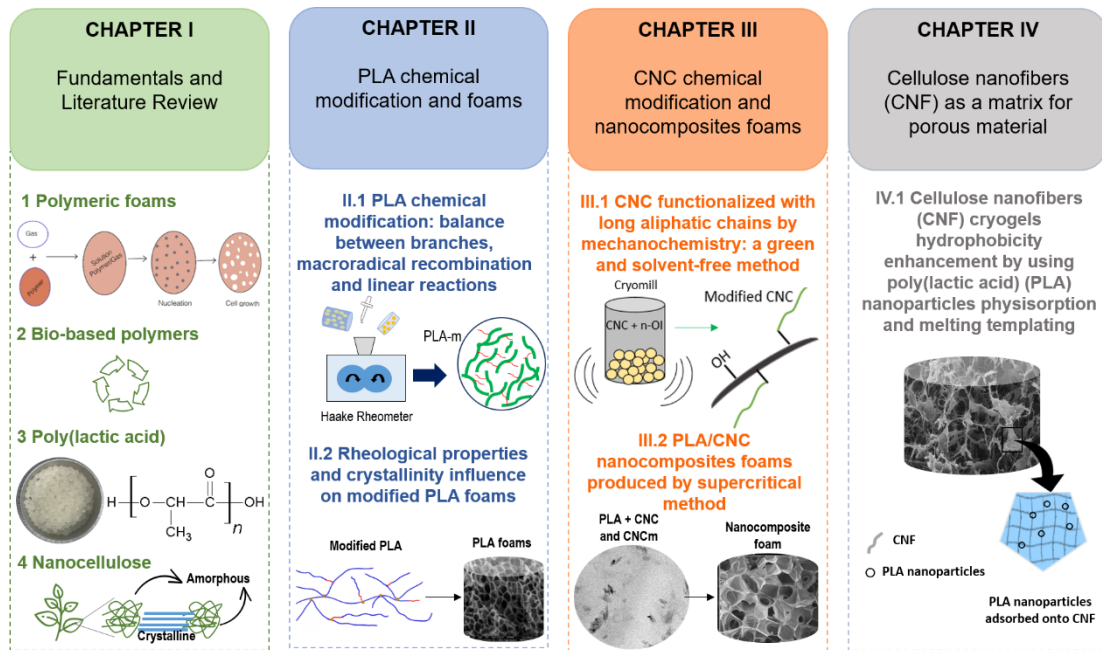 CHAPTER I
Fundamentals and
Literature Review
1 Polymeric foams
Gas
+
Polymer
Solution
Polymer/Gas
Nucleation
Cell growth
2 Bio-based polymers
3 Poly(lactic acid)
H
O
CH
C
O
OH
CH3
n
4 Nanocellulose
Amorphous
Crystalline
CHAPTER II
PLA chemical
modification and foams
II.1 PLA chemical
modification: balance
between branches,
macroradical recombination
and linear reactions
PLA-m
Haake Rheometer
II.2 Rheological properties
and crystallinity influence
on modified PLA foams
Modified PLA
PLA foams
CHAPTER III
CNC chemical
modification and
nanocomposites foams
III.1 CNC functionalized with
long aliphatic chains by
mechanochemistry: a green
and solvent-free method
Cryomill
CNC + n-OI
Modified CNC
OH
III.2 PLA/CNC
nanocomposites foams
produced by supercritical
method
PLA + CNC
and CNCm
Nanocomposite
foam
CHAPTER IV
Cellulose nanofibers
(CNF) as a matrix for
porous material
IV.1 Cellulose nanofibers
(CNF) cryogels
hydrophobicity
enhancement by using
poly(lactic acid) (PLA)
nanoparticles physisorption
and melting templating
CNF
PLA nanoparticles
PLA nanoparticles
adsorbed onto CNF